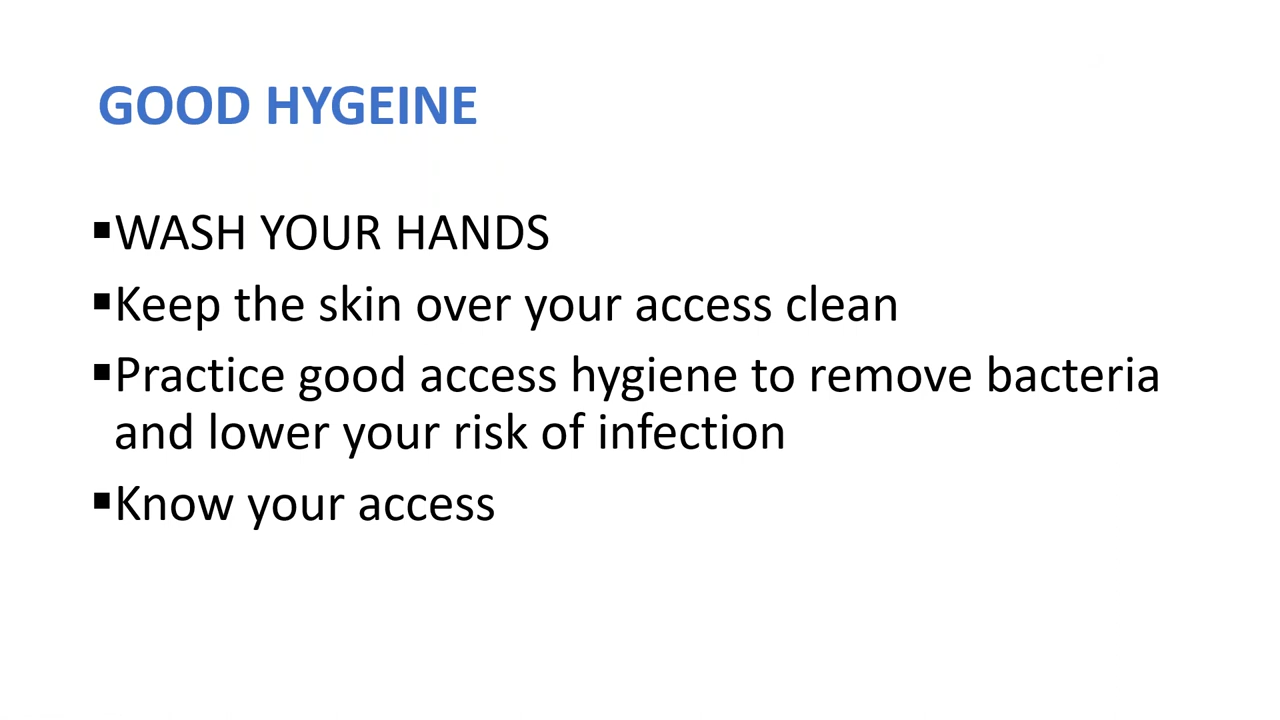 GOOD HYGEINE
▪WASH YOUR HANDS
▪Keep the skin over your access clean
▪Practice good access hygiene to remove bacteria
and lower your risk of infection
▪Know your access